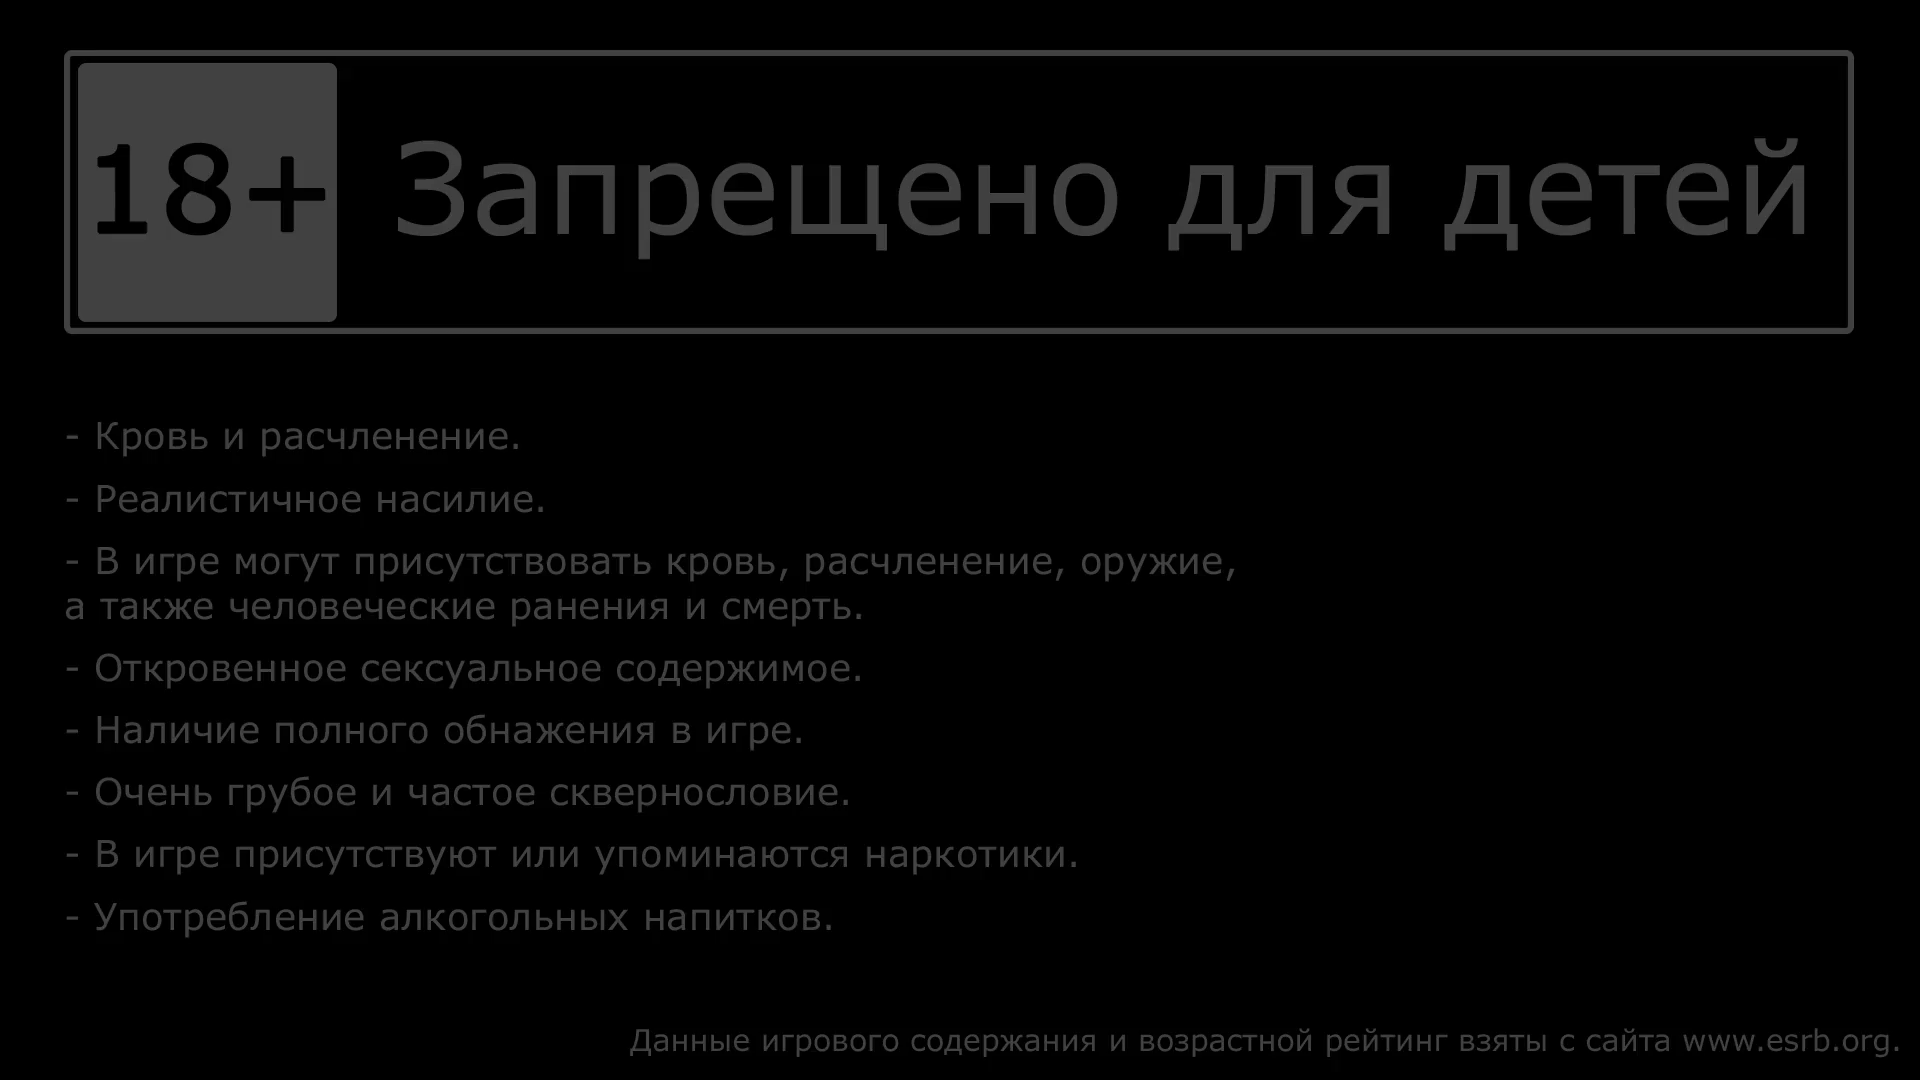 18+ Запрещено для детей
- Кровь и расчленение.
- Реалистичное насилие.
- В игре могут присутствовать кровь, расчленение, оружие,
а также человеческие ранения и смерть.
- Откровенное сексуальное содержимое.
- Наличие полного обнажения в игре.
- Очень грубое и частое сквернословие.
- В игре присутствуют или упоминаются наркотики.
- Употребление алкогольных напитков.
Данные игрового содержания и возрастной рейтинг взяты с сайта www.esrb.org.